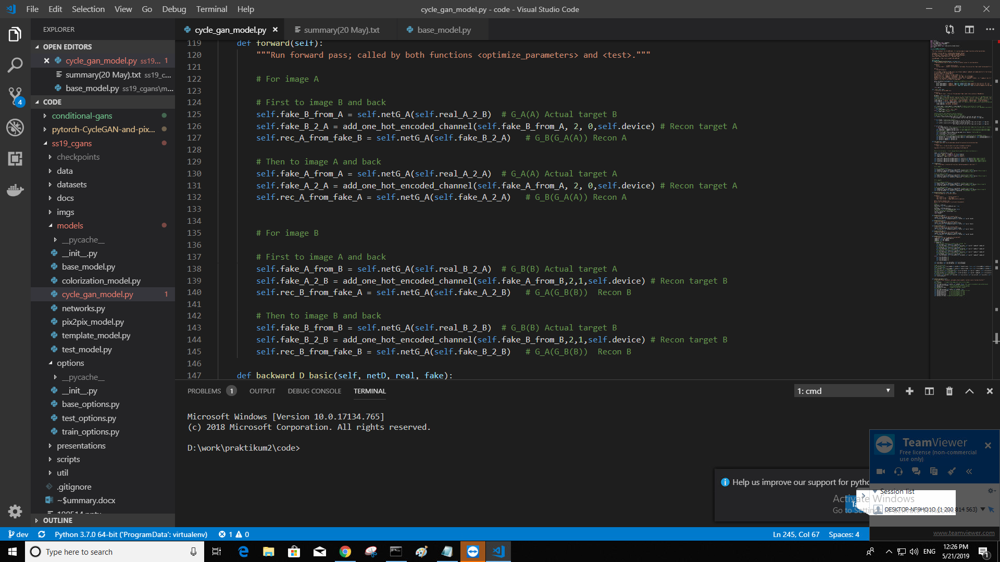 File Edit Selection View Go Debug Terminal Help
cycle_gan_model.py - code - Visual Studio Code
EXPLORER
OPEN EDITORS
cycle_gan_model.py ss19... 1
summary(20 May).txt ss19_c...
base_model.py ss19_cgans\m...
CODE
conditional-gans
pytorch-CycleGAN-and-pix...
ss19_cgans
checkpoints
data
datasets
docs
imgs
models
__pycache__
__init__.py
base_model.py
colorization_model.py
cycle_gan_model.py 1
networks.py
pix2pix_model.py
template_model.py
test_model.py
options
__pycache__
__init__.py
base_options.py
test_options.py
train_options.py
presentations
scripts
util
.gitignore
~$ummary.docx
OUTLINE
4
cycle_gan_model.py
summary(20 May).txt
base_model.py
119 def forward(self):
120 """Run forward pass; called by both functions <optimize_parameters> and <test>."""
121
122 # For image A
123
124 # First to image B and back
125 self.fake_B_from_A = self.netG_A(self.real_A_2_B)  # G_A(A) Actual target B
126 self.fake_B_2_A = add_one_hot_encoded_channel(self.fake_B_from_A, 2, 0,self.device) # Recon target A
127 self.rec_A_from_fake_B = self.netG_A(self.fake_B_2_A)   # G_B(G_A(A)) Recon A
128
129 # Then to image A and back
130 self.fake_A_from_A = self.netG_A(self.real_A_2_A)  # G_A(A) Actual target A
131 self.fake_A_2_A = add_one_hot_encoded_channel(self.fake_A_from_A, 2, 0,self.device) # Recon target A
132 self.rec_A_from_fake_A = self.netG_A(self.fake_A_2_A)   # G_B(G_A(A)) Recon A
133
134
135 # For image B
136
137 # First to image A and back
138 self.fake_A_from_B = self.netG_A(self.real_B_2_A)  # G_B(B) Actual target A
139 self.fake_A_2_B = add_one_hot_encoded_channel(self.fake_A_from_B,2,1,self.device) # Recon target B
140 self.rec_B_from_fake_A = self.netG_A(self.fake_A_2_B)   # G_A(G_B(B))  Recon B
141
142 # Then to image B and back
143 self.fake_B_from_B = self.netG_A(self.real_B_2_B)  # G_B(B) Actual target B
144 self.fake_B_2_B = add_one_hot_encoded_channel(self.fake_B_from_B,2,1,self.device) # Recon target B
145 self.rec_B_from_fake_B = self.netG_A(self.fake_B_2_B)   # G_A(G_B(B))  Recon B
146
147 def backward_D_basic(self, netD, real, fake):
PROBLEMS 1 OUTPUT DEBUG CONSOLE TERMINAL
1: cmd
Microsoft Windows [Version 10.0.17134.765]
(c) 2018 Microsoft Corporation. All rights reserved.
D:\work\praktikum2\code>
Help us improve our support for pytho
TeamViewer
Free license (non-commercial
use only)
Session list
DESKTOP-NF9HO1O (1 200 814 563)
www.teamviewer.com
Activate Windows
Go to Settings to activate Windows.
dev Python 3.7.0 64-bit ('ProgramData': virtualenv) 1 0
Ln 245, Col 67 Spaces: 4
Type here to search
ENG
12:26 PM
5/21/2019
1